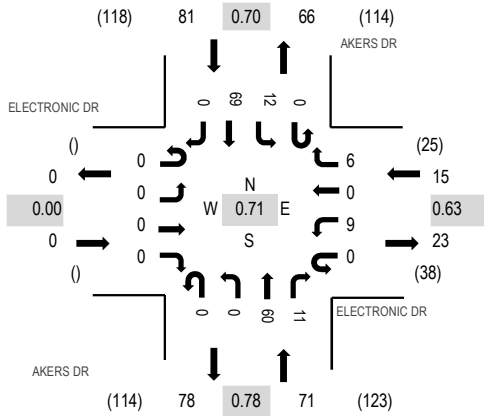 (118) 81 0.70 66 (114)
AKERS DR
ELECTRONIC DR
0 69 12 0
() 0 6 (25)
0 0 N 0 15
0.00 0 W 0.71 E 9 0.63
0 0 S 0 23
() (38)
0 0 60 11
ELECTRONIC DR
AKERS DR
(114) 78 0.78 71 (123)